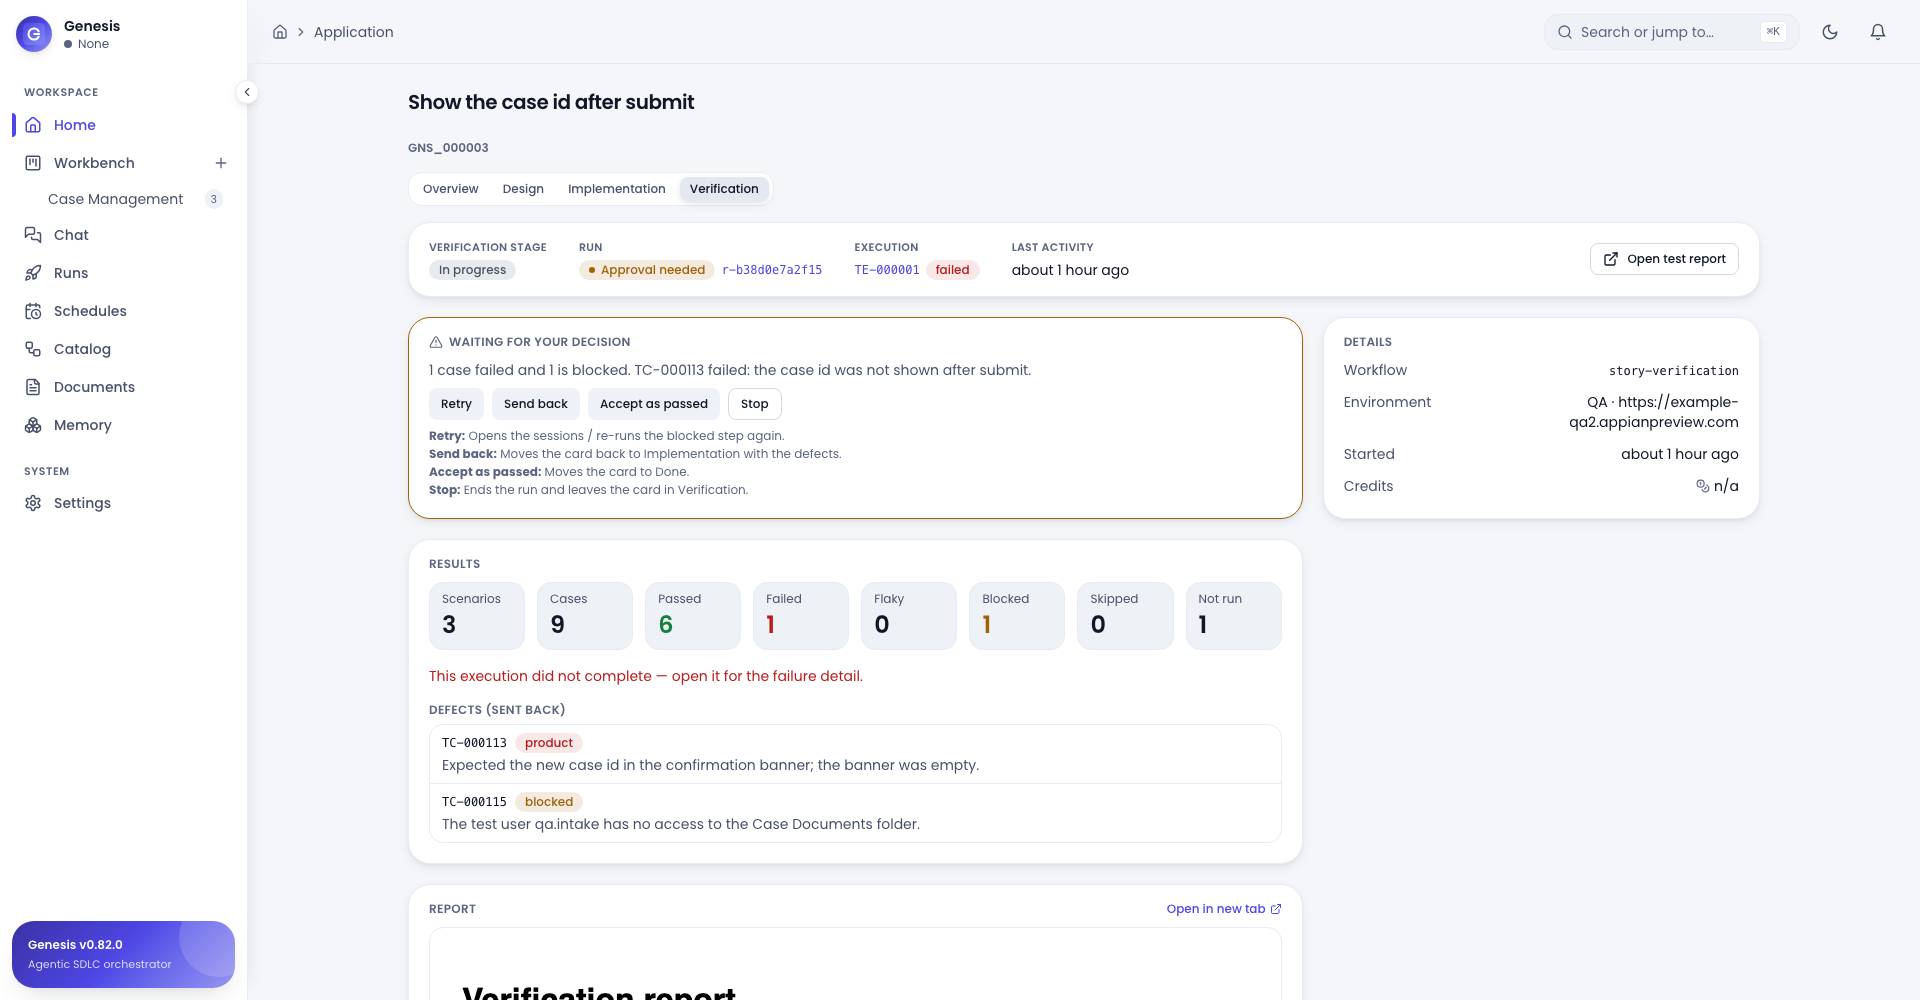 Genesis
None
WORKSPACE
Home
Workbench
Case Management 3
Chat
Runs
Schedules
Catalog
Documents
Memory
SYSTEM
Settings
Genesis v0.82.0
Agentic SDLC orchestrator
Application
Search or jump to... ⌘K
Show the case id after submit
GNS_000003
Overview Design Implementation Verification
VERIFICATION STAGE RUN EXECUTION LAST ACTIVITY
In progress Approval needed r-b38d0e7a2f15 TE-000001 failed about 1 hour ago
Open test report
WAITING FOR YOUR DECISION
1 case failed and 1 is blocked. TC-000113 failed: the case id was not shown after submit.
Retry Send back Accept as passed Stop
Retry: Opens the sessions / re-runs the blocked step again.
Send back: Moves the card back to Implementation with the defects.
Accept as passed: Moves the card to Done.
Stop: Ends the run and leaves the card in Verification.
DETAILS
Workflow story-verification
Environment QA · https://example-
qa2.appianpreview.com
Started about 1 hour ago
Credits n/a
RESULTS
Scenarios Cases Passed Failed Flaky Blocked Skipped Not run
3 9 6 1 0 1 0 1
This execution did not complete — open it for the failure detail.
DEFECTS (SENT BACK)
TC-000113 product
Expected the new case id in the confirmation banner; the banner was empty.
TC-000115 blocked
The test user qa.intake has no access to the Case Documents folder.
REPORT Open in new tab
Verification report